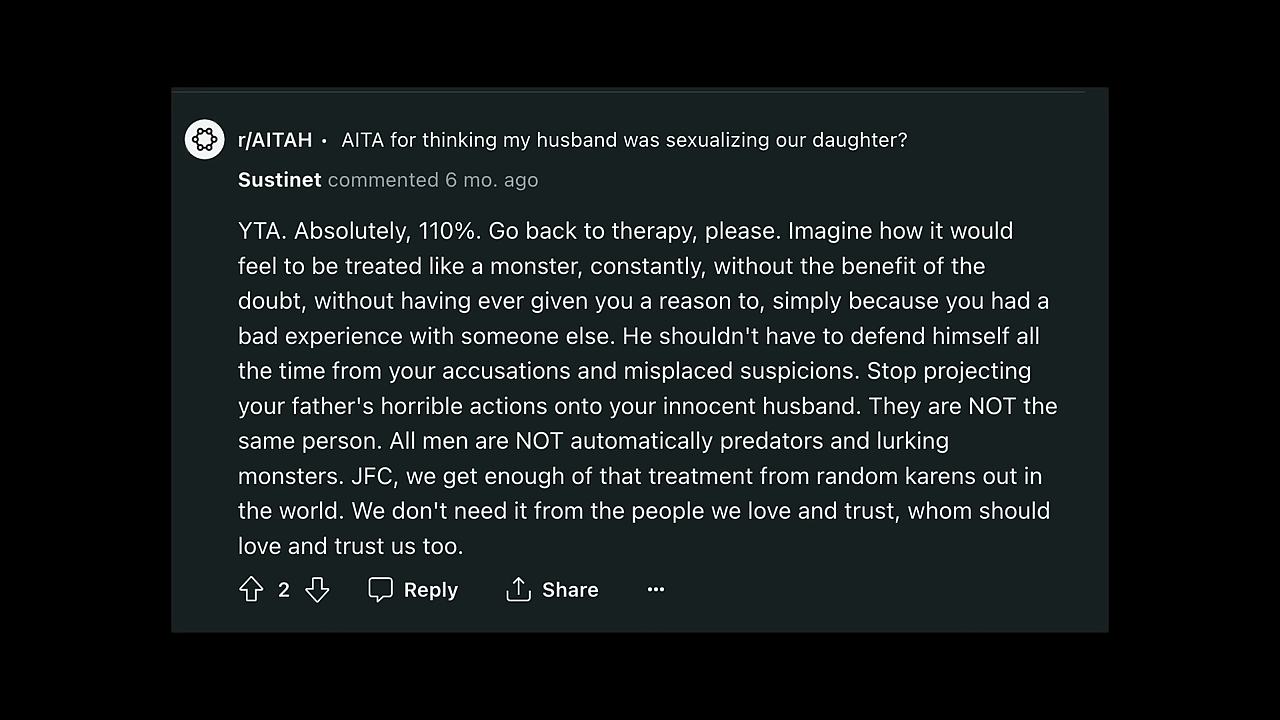 r/AITAH • AITA for thinking my husband was sexualizing our daughter?
Sustinet commented 6 mo. ago
YTA. Absolutely, 110%. Go back to therapy, please. Imagine how it would
feel to be treated like a monster, constantly, without the benefit of the
doubt, without having ever given you a reason to, simply because you had a
bad experience with someone else. He shouldn't have to defend himself all
the time from your accusations and misplaced suspicions. Stop projecting
your father's horrible actions onto your innocent husband. They are NOT the
same person. All men are NOT automatically predators and lurking
monsters. JFC, we get enough of that treatment from random karens out in
the world. We don't need it from the people we love and trust, whom should
love and trust us too.
2 Reply Share ...